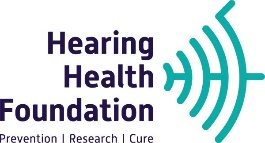 Hearing
Health
Foundation
Prevention | Research | Cure